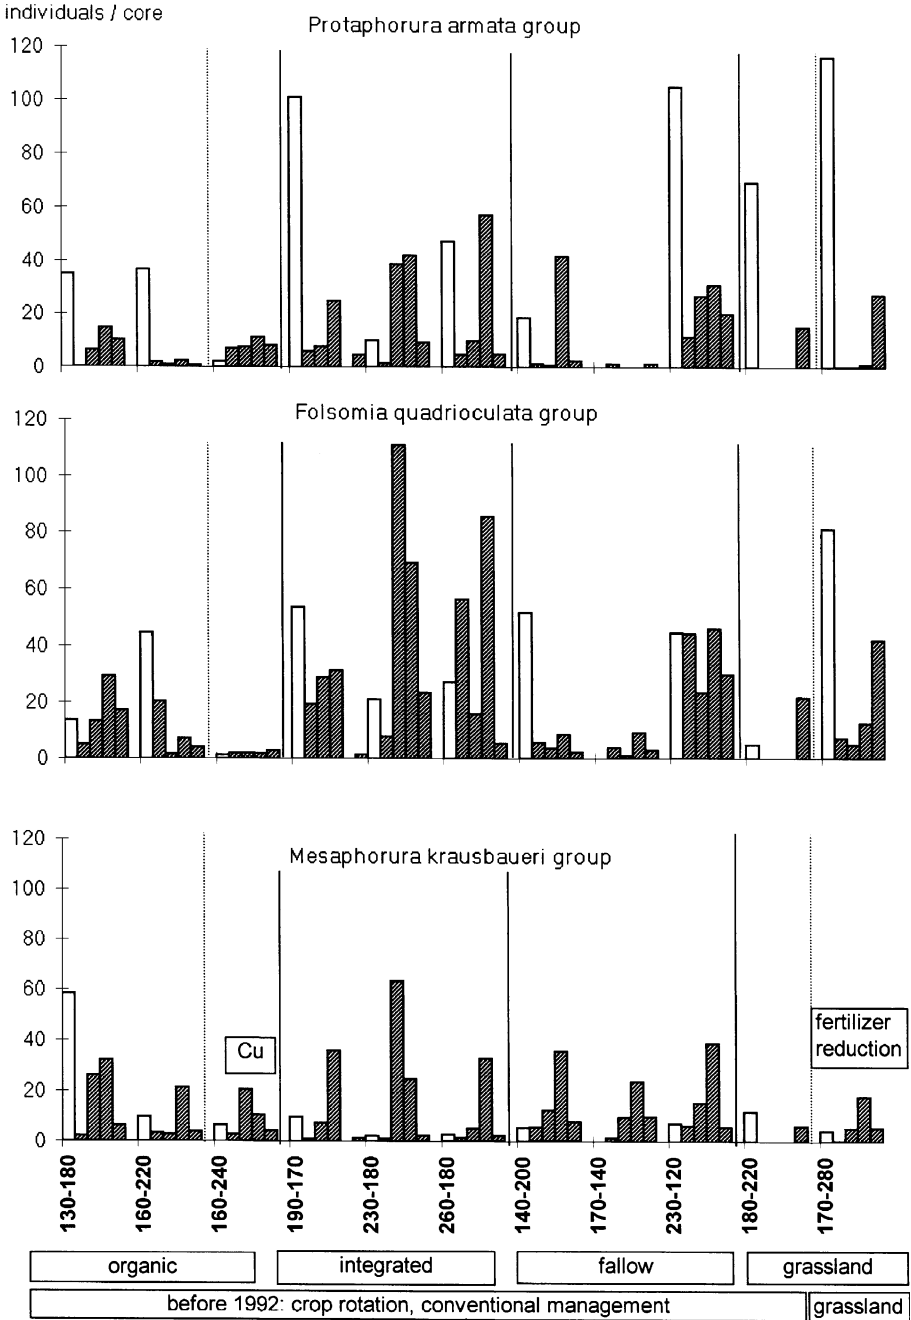 individuals / core
Protaphorura armata group
120
100
80
60
40
20
0
Folsomia quadrioculata group
120
100
80
60
40
20
0
Mesaphorura krausbaueri group
120
100
80
60
40
20
0
Cu
fertilizer
reduction
130-180
160-220
160-240
190-170
230-180
260-180
140-200
170-140
230-120
180-220
170-280
organic
integrated
fallow
grassland
before 1992: crop rotation, conventional management
grassland